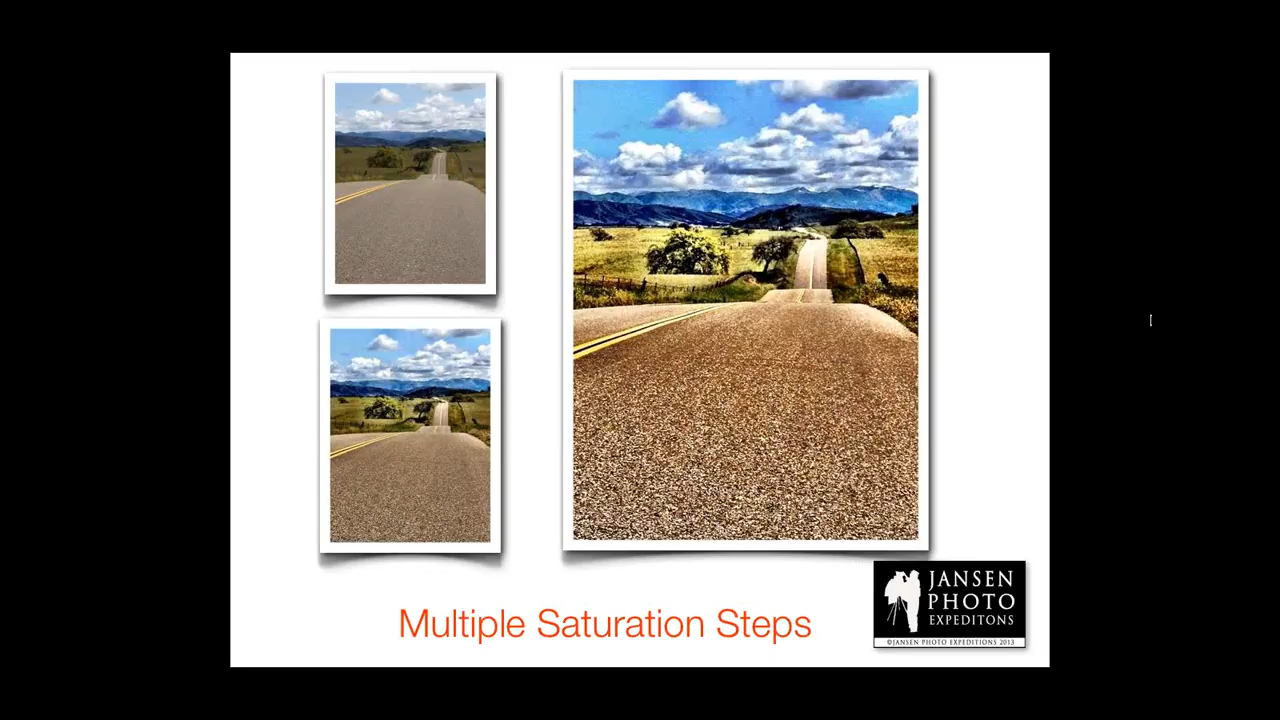 Multiple Saturation Steps
JANSEN
PHOTO
EXPEDITONS
©JANSEN PHOTO EXPEDITIONS 2013